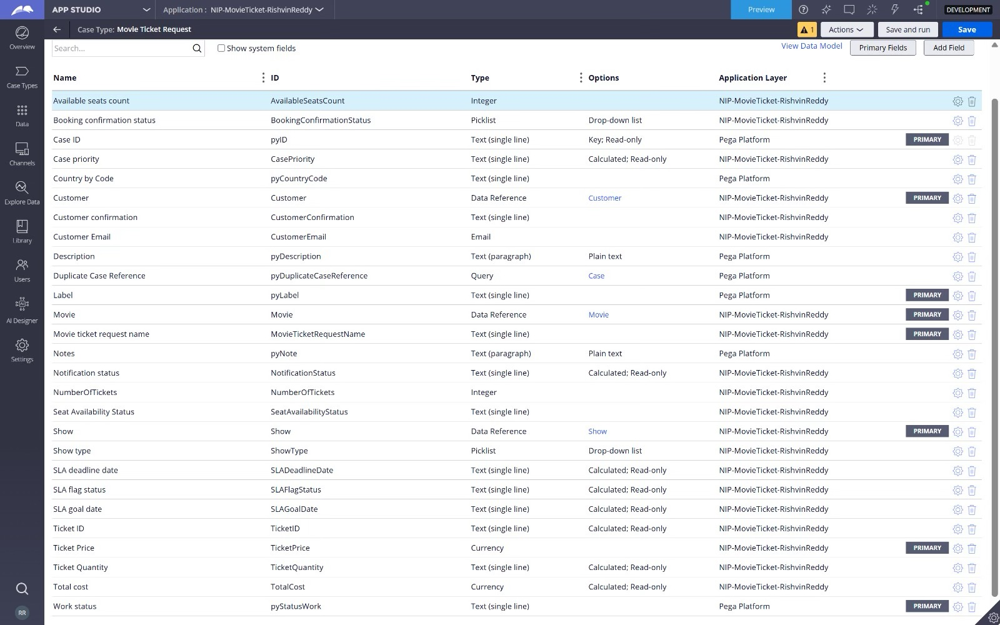 APP STUDIO
Application : NIP-MovieTicket-RishvinReddy
Preview
DEVELOPMENT
Case Type: Movie Ticket Request
1
Actions
Save and run
Save
Overview
Case Types
Data
Channels
Explore Data
Library
Users
AI Designer
Settings
RR
Search...
Show system fields
View Data Model
Primary Fields
Add Field
Name ID Type Options Application Layer
Available seats count AvailableSeatsCount Integer NIP-MovieTicket-RishvinReddy
Booking confirmation status BookingConfirmationStatus Picklist Drop-down list NIP-MovieTicket-RishvinReddy
Case ID pyID Text (single line) Key; Read-only Pega Platform PRIMARY
Case priority CasePriority Text (single line) Calculated; Read-only NIP-MovieTicket-RishvinReddy
Country by Code pyCountryCode Text (single line) Pega Platform
Customer Customer Data Reference Customer NIP-MovieTicket-RishvinReddy PRIMARY
Customer confirmation CustomerConfirmation Text (single line) NIP-MovieTicket-RishvinReddy
Customer Email CustomerEmail Email NIP-MovieTicket-RishvinReddy
Description pyDescription Text (paragraph) Plain text Pega Platform
Duplicate Case Reference pyDuplicateCaseReference Query Case Pega Platform
Label pyLabel Text (single line) Pega Platform PRIMARY
Movie Movie Data Reference Movie NIP-MovieTicket-RishvinReddy PRIMARY
Movie ticket request name MovieTicketRequestName Text (single line) NIP-MovieTicket-RishvinReddy PRIMARY
Notes pyNote Text (paragraph) Plain text Pega Platform
Notification status NotificationStatus Text (single line) Calculated; Read-only NIP-MovieTicket-RishvinReddy
NumberOfTickets NumberOfTickets Integer NIP-MovieTicket-RishvinReddy
Seat Availability Status SeatAvailabilityStatus Text (single line) NIP-MovieTicket-RishvinReddy
Show Show Data Reference Show NIP-MovieTicket-RishvinReddy PRIMARY
Show type ShowType Picklist Drop-down list NIP-MovieTicket-RishvinReddy
SLA deadline date SLADeadlineDate Text (single line) Calculated; Read-only NIP-MovieTicket-RishvinReddy
SLA flag status SLAFlagStatus Text (single line) Calculated; Read-only NIP-MovieTicket-RishvinReddy
SLA goal date SLAGoalDate Text (single line) Calculated; Read-only NIP-MovieTicket-RishvinReddy
Ticket ID TicketID Text (single line) Calculated; Read-only NIP-MovieTicket-RishvinReddy
Ticket Price TicketPrice Currency NIP-MovieTicket-RishvinReddy PRIMARY
Ticket Quantity TicketQuantity Text (single line) Calculated; Read-only NIP-MovieTicket-RishvinReddy
Total cost TotalCost Currency Calculated; Read-only NIP-MovieTicket-RishvinReddy
Work status pyStatusWork Text (single line) Pega Platform PRIMARY